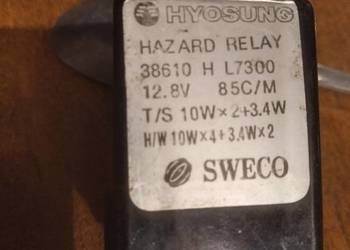 HYOSUNG
HAZARD RELAY
38610 H L7300
12.8V 85C/M
T/S 10W×2+3.4W
H/W 10W×4+3.4W×2
SWECO